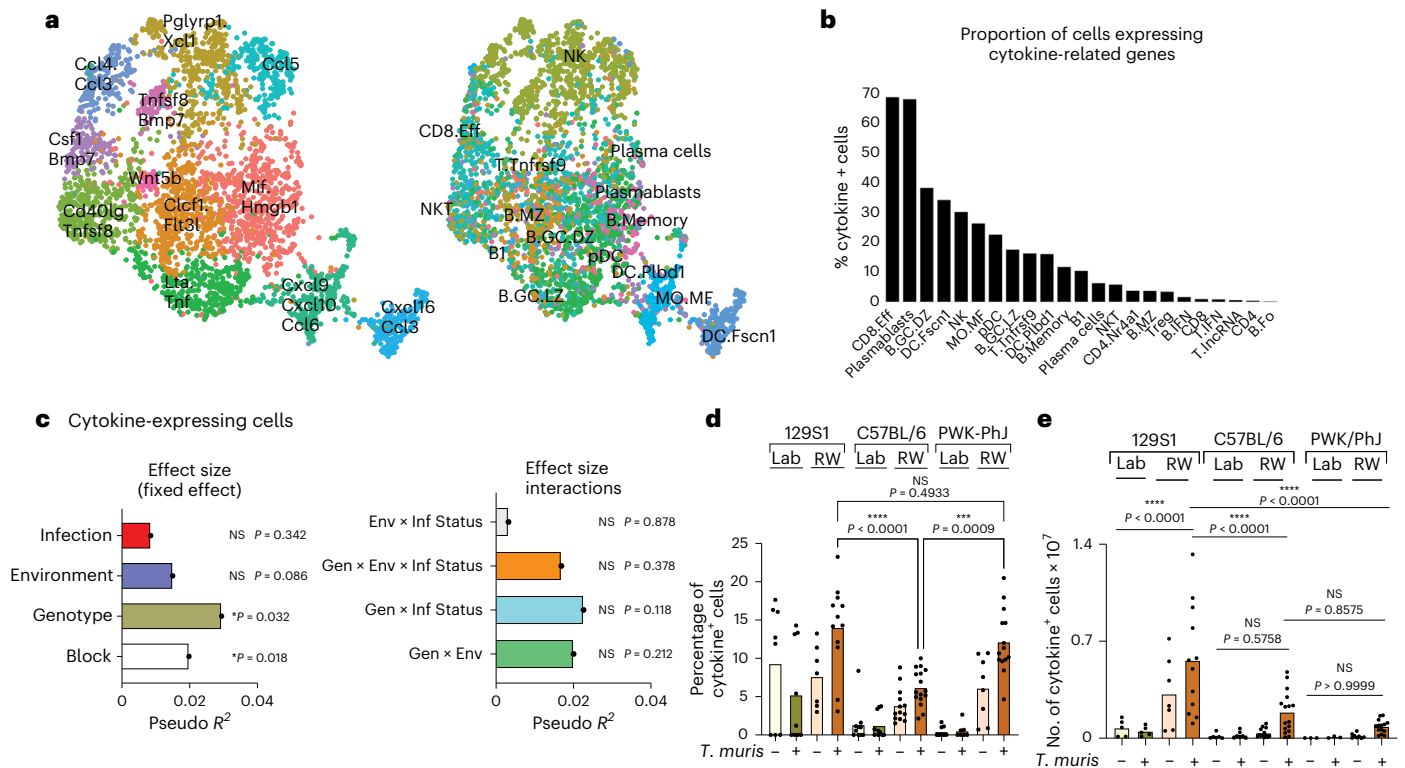 a
Pglyrp1.
Xcl1
Ccl4.
Ccl3
Ccl5
Tnfsf8
Bmp7
Csf1
Bmp7
Wnt5b
Cd40lg
Tnfsf8
Clcf1.
Flt3l
Mif.
Hmgb1
Lta.
Tnf
Cxcl9
Cxcl10
Ccl6
Cxcl16
Ccl3
NK
CD8.Eff
T.Tnfrsf9
Plasma cells
Plasmablasts
NKT
B.MZ
B.Memory
B.GC.DZ
B1
pDC
DC.Plbd1
B.GC.LZ
MO.MF
DC.Fscn1
b
Proportion of cells expressing
cytokine-related genes
% cytokine + cells
70
60
50
40
30
20
10
0
CD8.Eff
Plasmablasts
B.GC.DZ
DC.Fscn1
NK
MO.MF
pDC
B.GC.LZ
T.Tnfrsf9
DC.Plbd1
B.Memory
B1
Plasma cells
NKT
CD4.Nr4a1
B.MZ
Treg
B.IFN
CD8
T.IFN
T.lncRNA
CD4
B.Fo
c Cytokine-expressing cells
Effect size
(fixed effect)
Infection NS P = 0.342
Environment NS P = 0.086
Genotype *P = 0.032
Block *P = 0.018
0 0.02 0.04
Pseudo R2
Effect size
interactions
Env × Inf Status NS P = 0.878
Gen × Env × Inf Status NS P = 0.378
Gen × Inf Status NS P = 0.118
Gen × Env NS P = 0.212
0 0.02 0.04
Pseudo R2
d
129S1 C57BL/6 PWK-PhJ
Lab RW Lab RW Lab RW
NS
P = 0.4933
****
P < 0.0001
***
P = 0.0009
Percentage of
cytokine+ cells
25
20
15
10
5
0
T. muris − + − + − + − + − + − +
e
129S1 C57BL/6 PWK/PhJ
Lab RW Lab RW Lab RW
****
P < 0.0001
****
P < 0.0001
****
P < 0.0001
NS
P = 0.8575
NS
P = 0.5758
NS
P > 0.9999
No. of cytokine+ cells × 10^7
1.4
0.7
0
T. muris − + − + − + − + − + − +